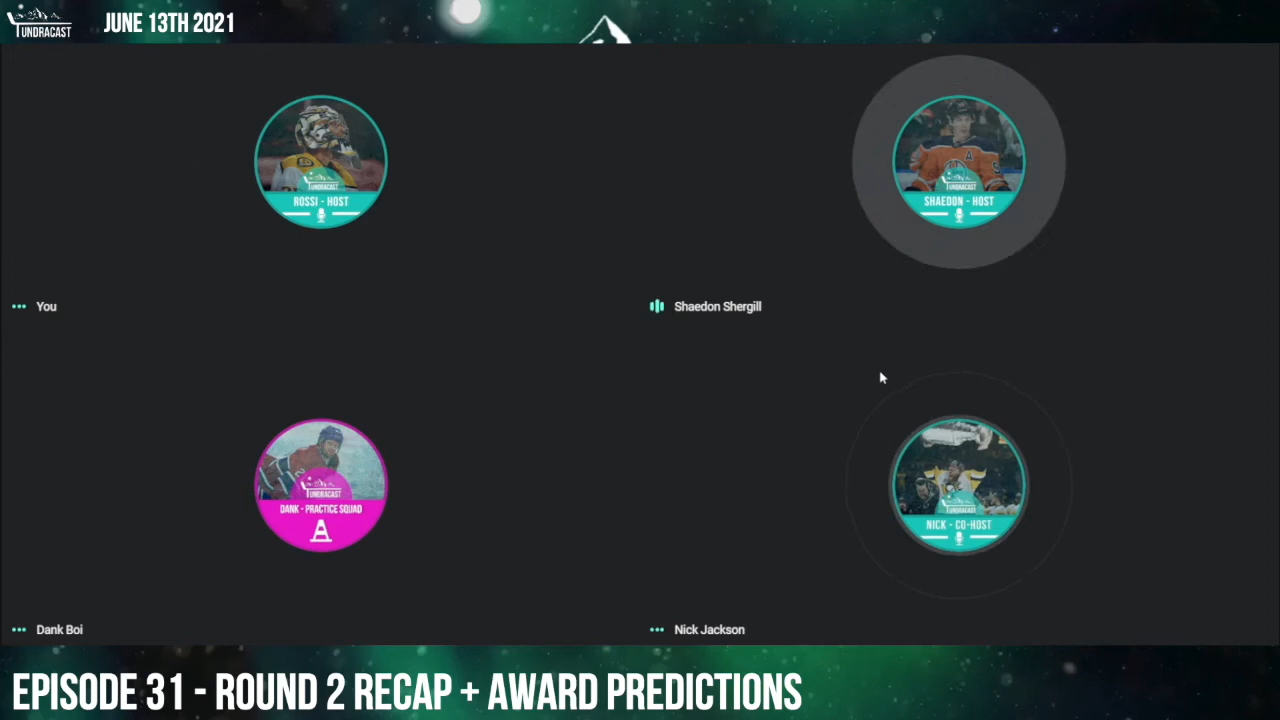 TUNDRACAST
JUNE 13TH 2021
TUNDRACAST
ROSSI - HOST
TUNDRACAST
SHAEDON - HOST
You
Shaedon Shergill
TUNDRACAST
DANK - PRACTICE SQUAD
TUNDRACAST
NICK - CO-HOST
Dank Boi
Nick Jackson
EPISODE 31 - ROUND 2 RECAP + AWARD PREDICTIONS